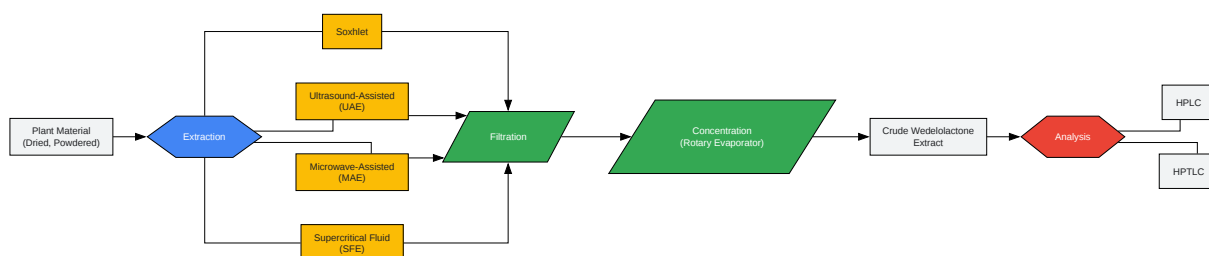 Soxhlet
Ultrasound-Assisted
(UAE)
Plant Material
(Dried, Powdered)
Extraction
Microwave-Assisted
(MAE)
Supercritical Fluid
(SFE)
Filtration
Concentration
(Rotary Evaporator)
Crude Wedelolactone
Extract
Analysis
HPLC
HPTLC